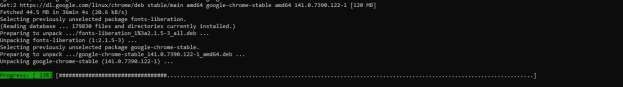 Get:3 https://dl.google.com/linux/chrome/deb stable/main amd64 google-chrome-stable amd64 141.0.7390.122-1 [120 MB]
Fetched 44.5 MB in 36min 4s (20.6 kB/s)
Selecting previously unselected package fonts-liberation.
(Reading database ... 179830 files and directories currently installed.)
Preparing to unpack .../fonts-liberation_1%3a2.1.5-3_all.deb ...
Unpacking fonts-liberation (1:2.1.5-3) ...
Selecting previously unselected package google-chrome-stable.
Preparing to unpack .../google-chrome-stable_141.0.7390.122-1_amd64.deb ...
Unpacking google-chrome-stable (141.0.7390.122-1) ...
Progress: [